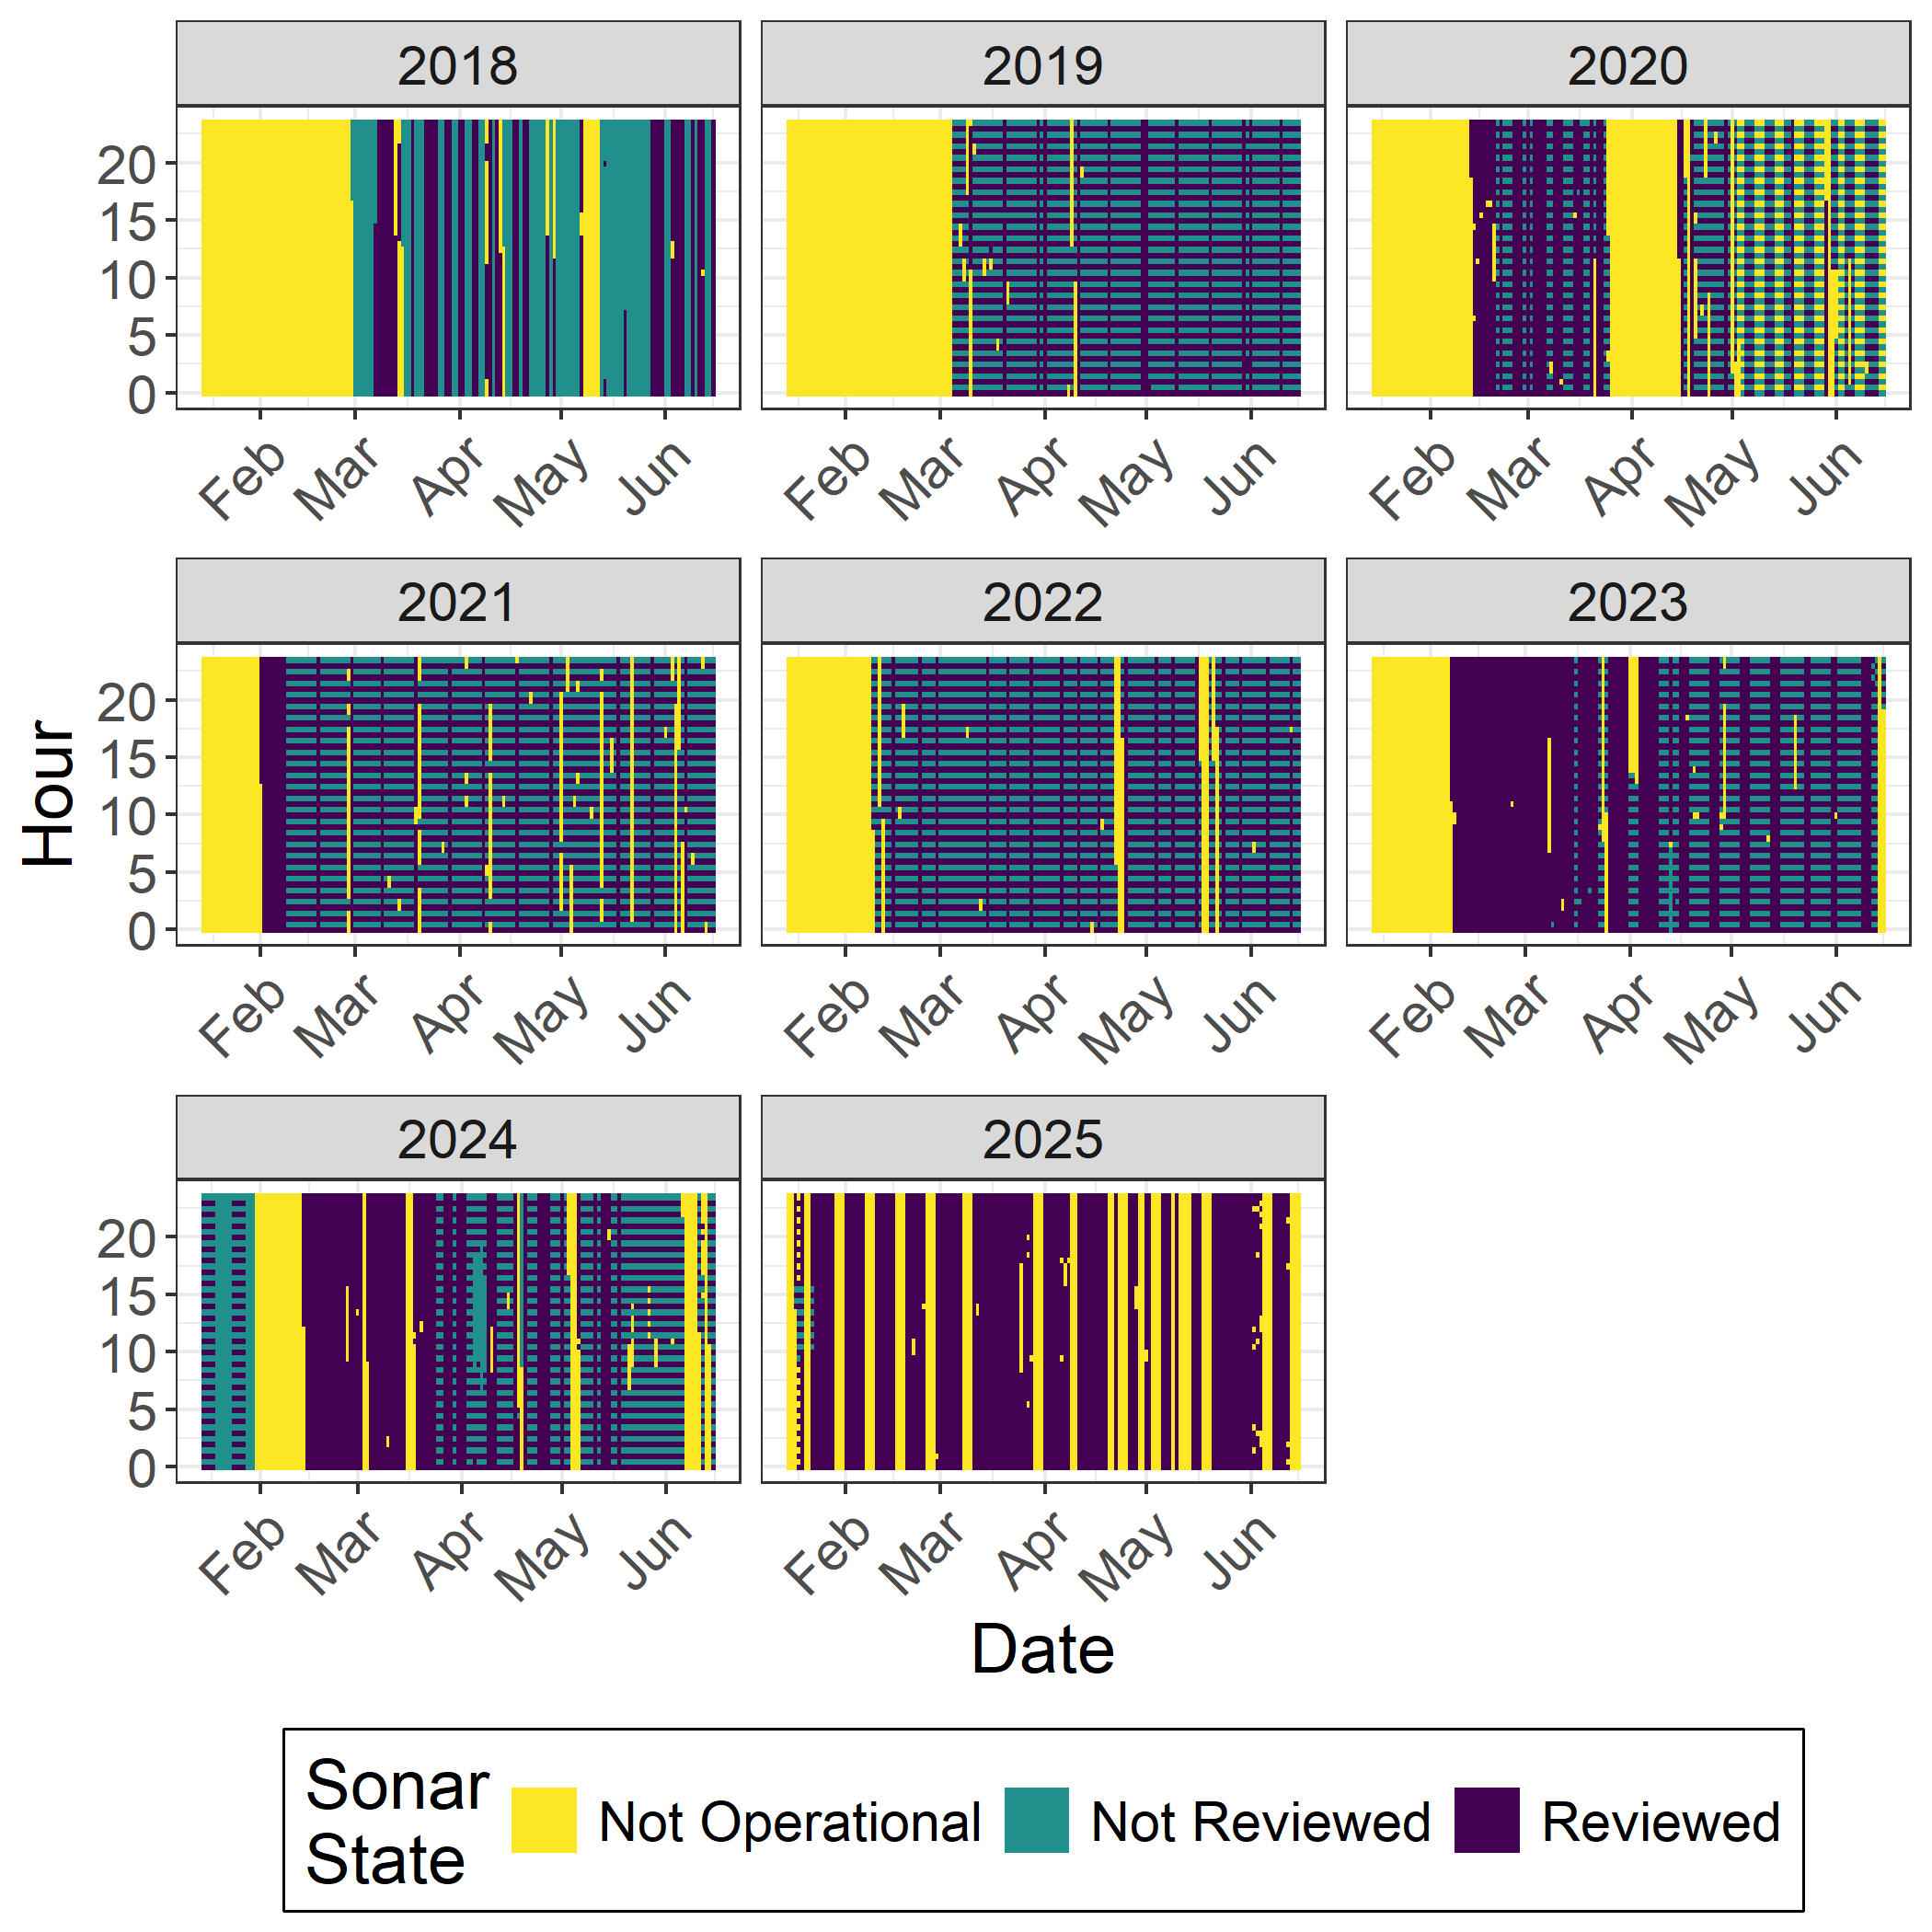 2018 2019 2020
20
15
10
5
0
Feb Mar Apr May Jun Feb Mar Apr May Jun Feb Mar Apr May Jun
2021 2022 2023
Hour
20
15
10
5
0
Feb Mar Apr May Jun Feb Mar Apr May Jun Feb Mar Apr May Jun
2024 2025
20
15
10
5
0
Feb Mar Apr May Jun Feb Mar Apr May Jun
Date
Sonar
State
Not Operational Not Reviewed Reviewed